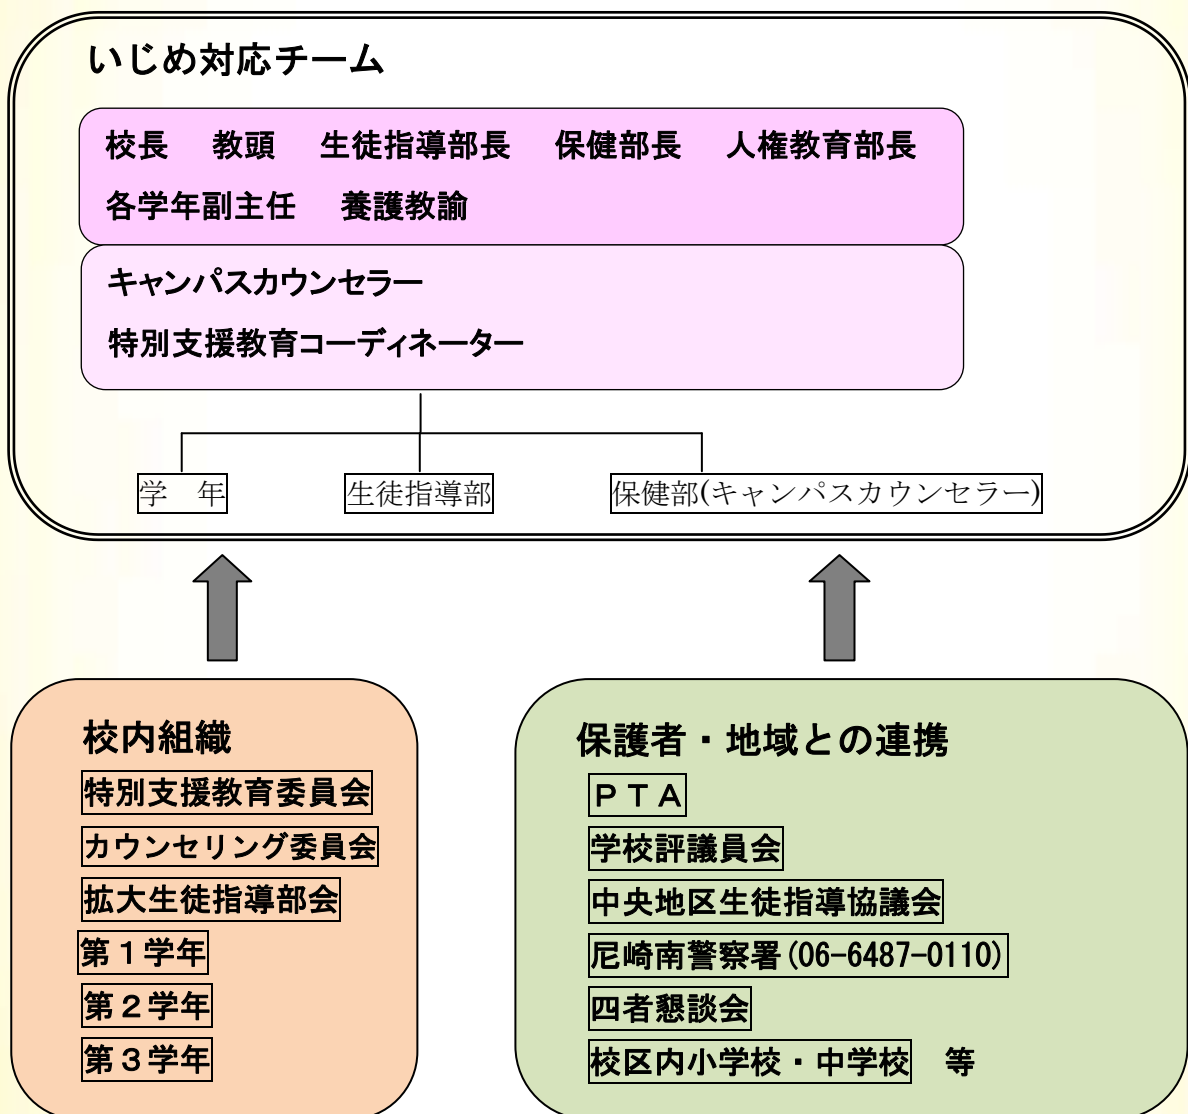 いじめ対応チーム
校長　教頭　生徒指導部長　保健部長　人権教育部長
各学年副主任　養護教諭
キャンパスカウンセラー
特別支援教育コーディネーター
学　年　生徒指導部　保健部(キャンパスカウンセラー)
校内組織
特別支援教育委員会
カウンセリング委員会
拡大生徒指導部会
第１学年
第２学年
第３学年
保護者・地域との連携
ＰＴＡ
学校評議員会
中央地区生徒指導協議会
尼崎南警察署(06-6487-0110)
四者懇談会
校区内小学校・中学校　等